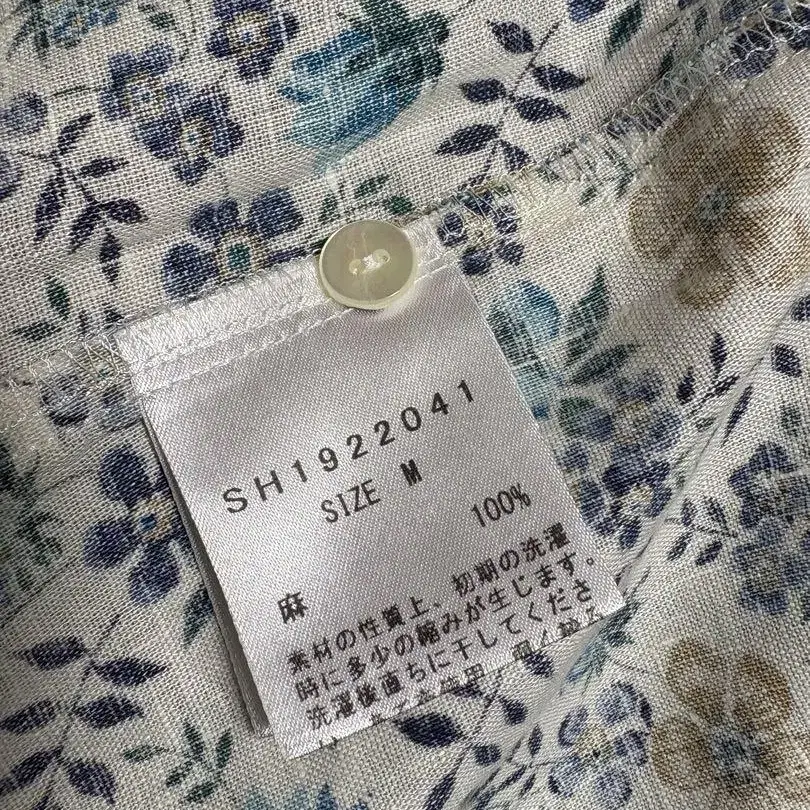 SH1922041
SIZE M
麻 100%
素材の性質上、初期の洗濯
時に多少の縮みが生じます。
洗濯後直ちに干してくださ